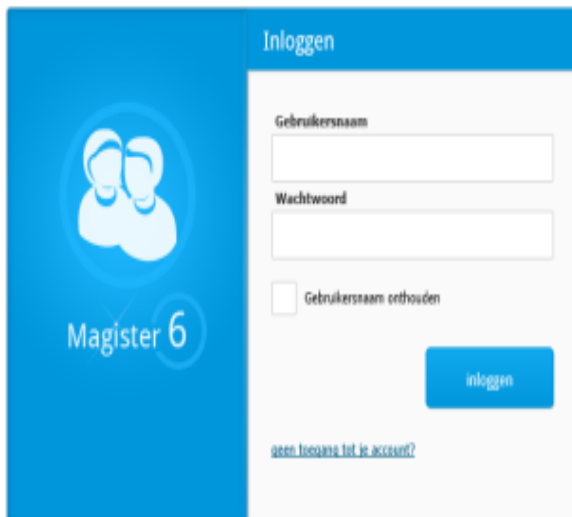 Inloggen
Gebruikersnaam
Wachtwoord
Gebruikersnaam onthouden
Magister 6
inloggen
geen toegang tot je account?